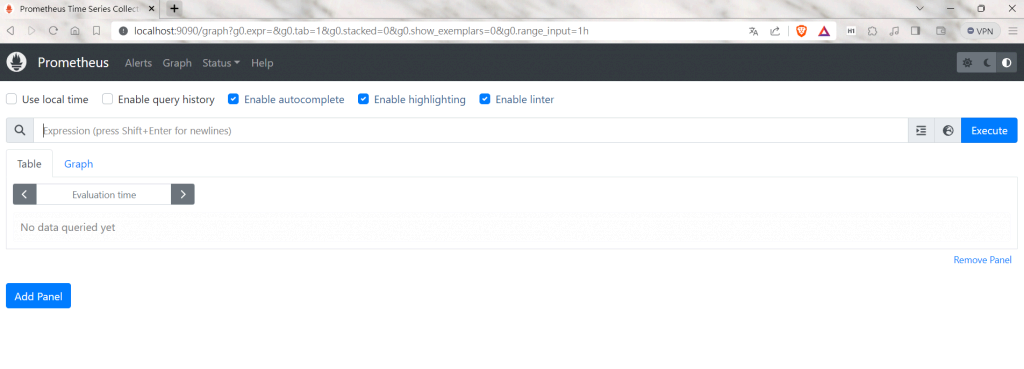 Prometheus Time Series Collect
localhost:9090/graph?g0.expr=&g0.tab=1&g0.stacked=0&g0.show_exemplars=0&g0.range_input=1h
VPN
Prometheus Alerts Graph Status Help
Use local time Enable query history Enable autocomplete Enable highlighting Enable linter
Expression (press Shift+Enter for newlines) Execute
Table Graph
Evaluation time
No data queried yet
Remove Panel
Add Panel